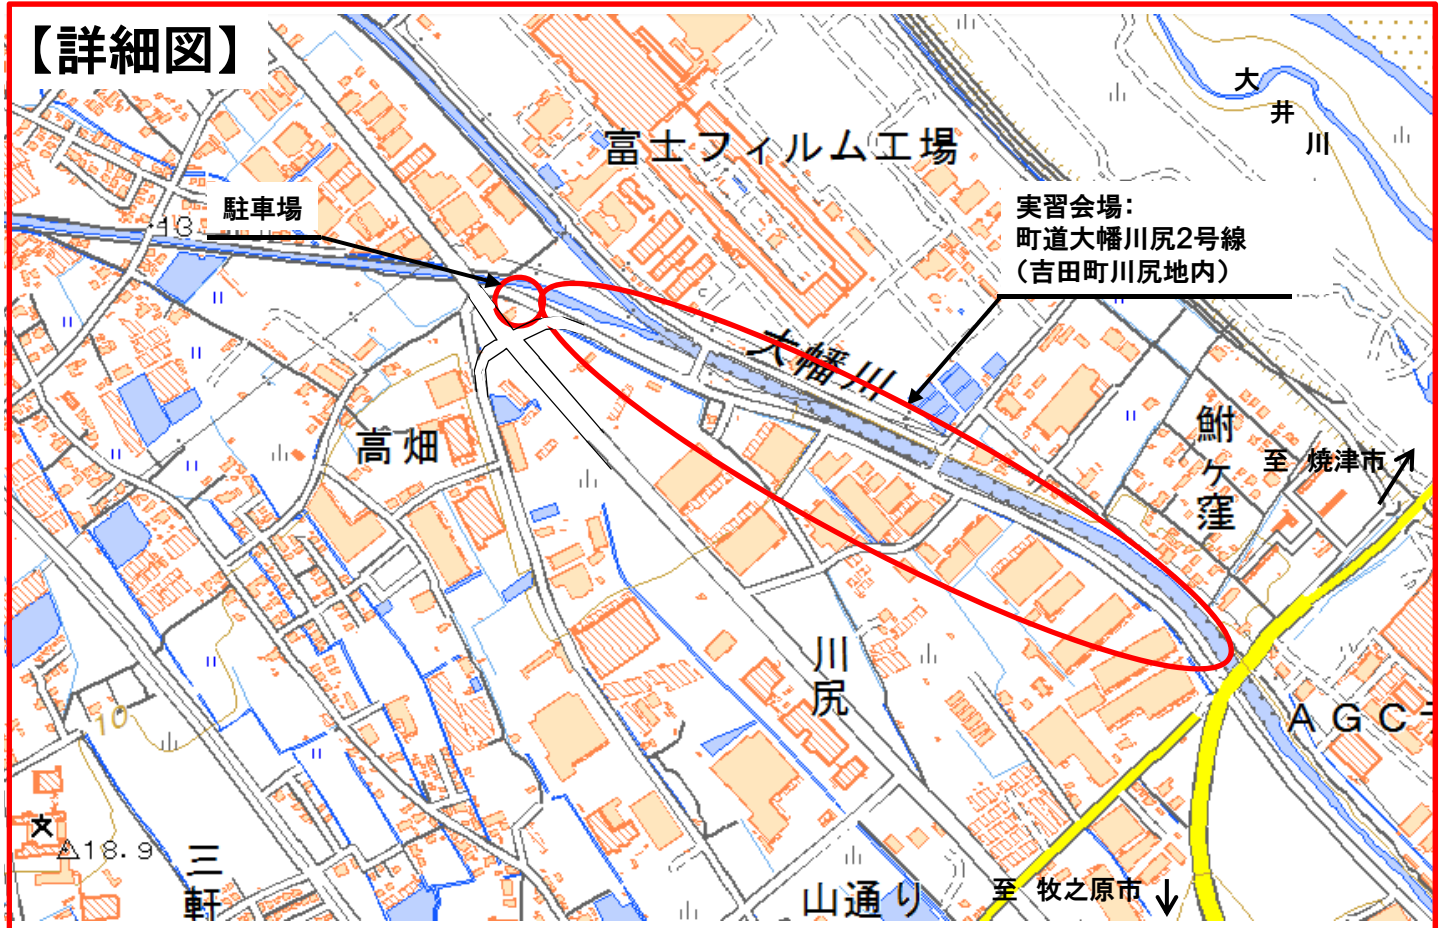 【詳細図】
大井川
富士フィルム工場
駐車場
13
実習会場：
町道大幡川尻2号線
（吉田町川尻地内）
大幡川
高畑
鮒ヶ窪
至 焼津市
川尻
10
AGC
18.9
三軒
山通り
至 牧之原市